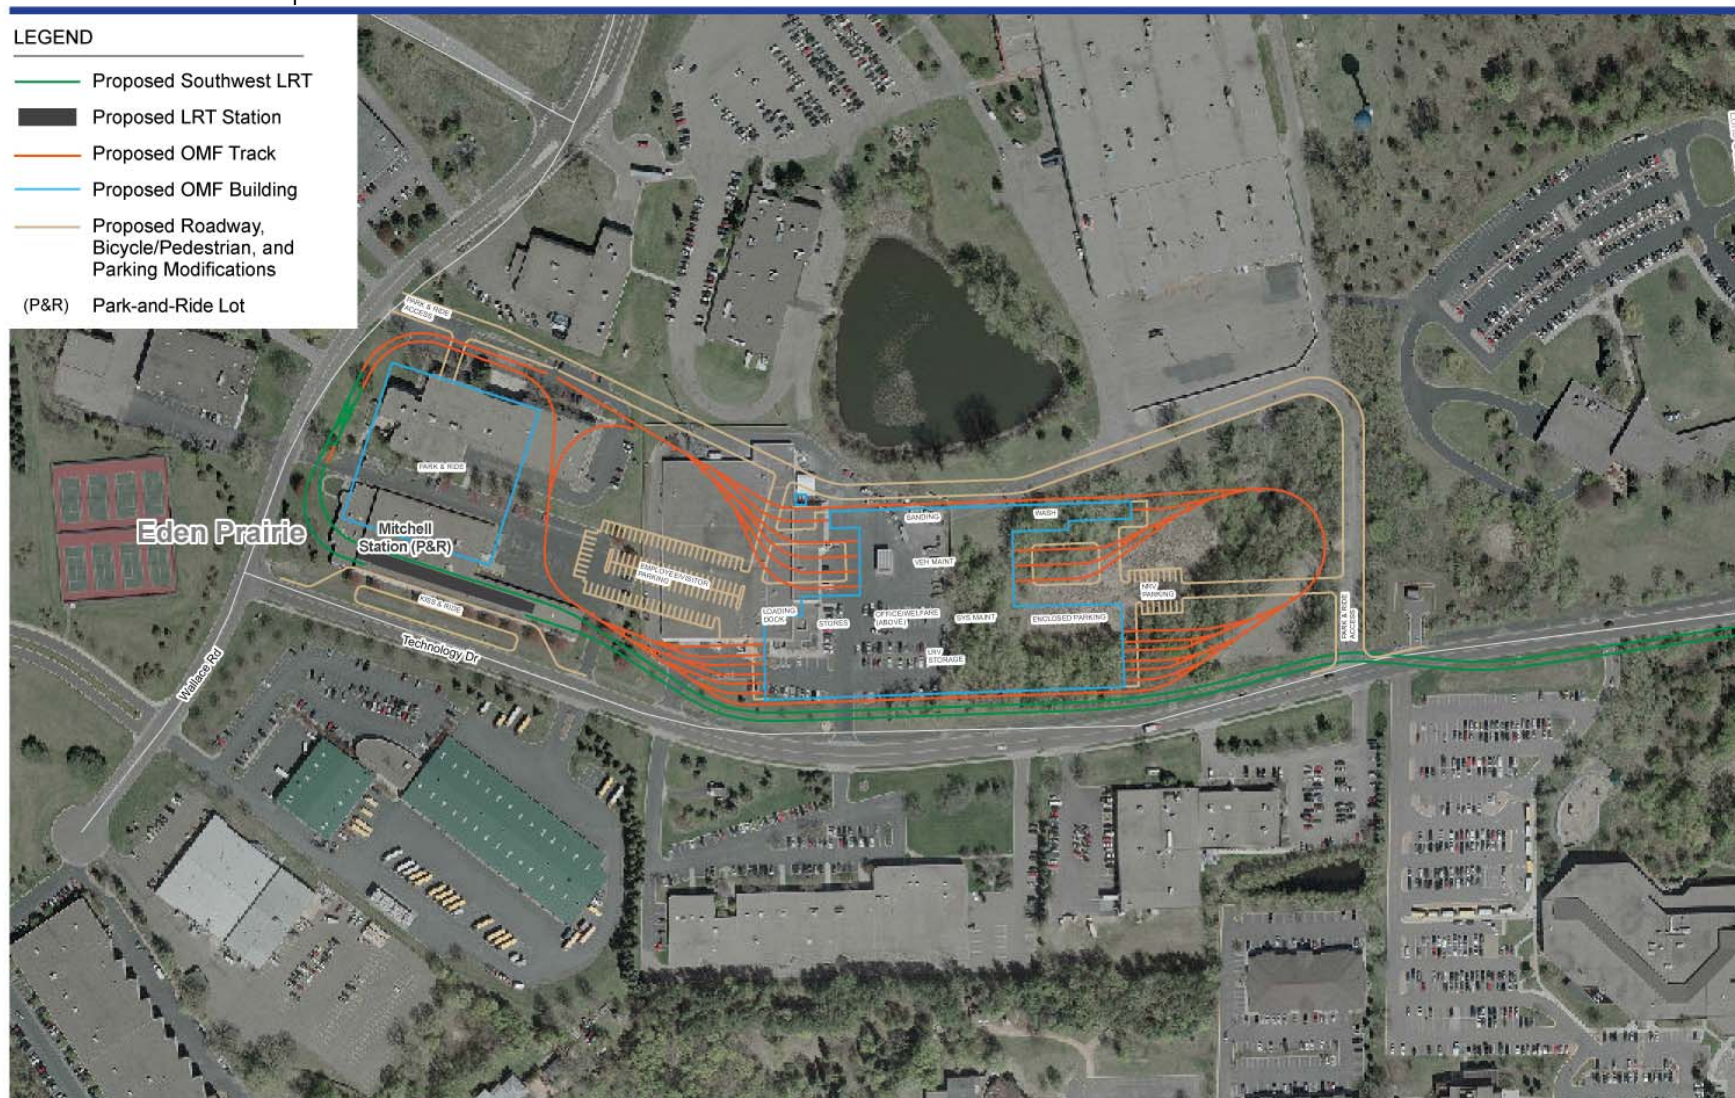 LEGEND
Proposed Southwest LRT
Proposed LRT Station
Proposed OMF Track
Proposed OMF Building
Proposed Roadway,
Bicycle/Pedestrian, and
Parking Modifications
(P&R) Park-and-Ride Lot
PARK & RIDE
ACCESS
PARK & RIDE
Eden Prairie
Mitchell
Station (P&R)
SANDING
WASH
VEH MAINT
EMPLOYEE/VISITOR
PARKING
NRV
PARKING
KISS & RIDE
LOADING
DOCK
STORES
OFFICE/WELFARE
(ABOVE)
SYS MAINT
ENCLOSED PARKING
PARK & RIDE
ACCESS
LRV
STORAGE
Technology Dr
Wallace Rd